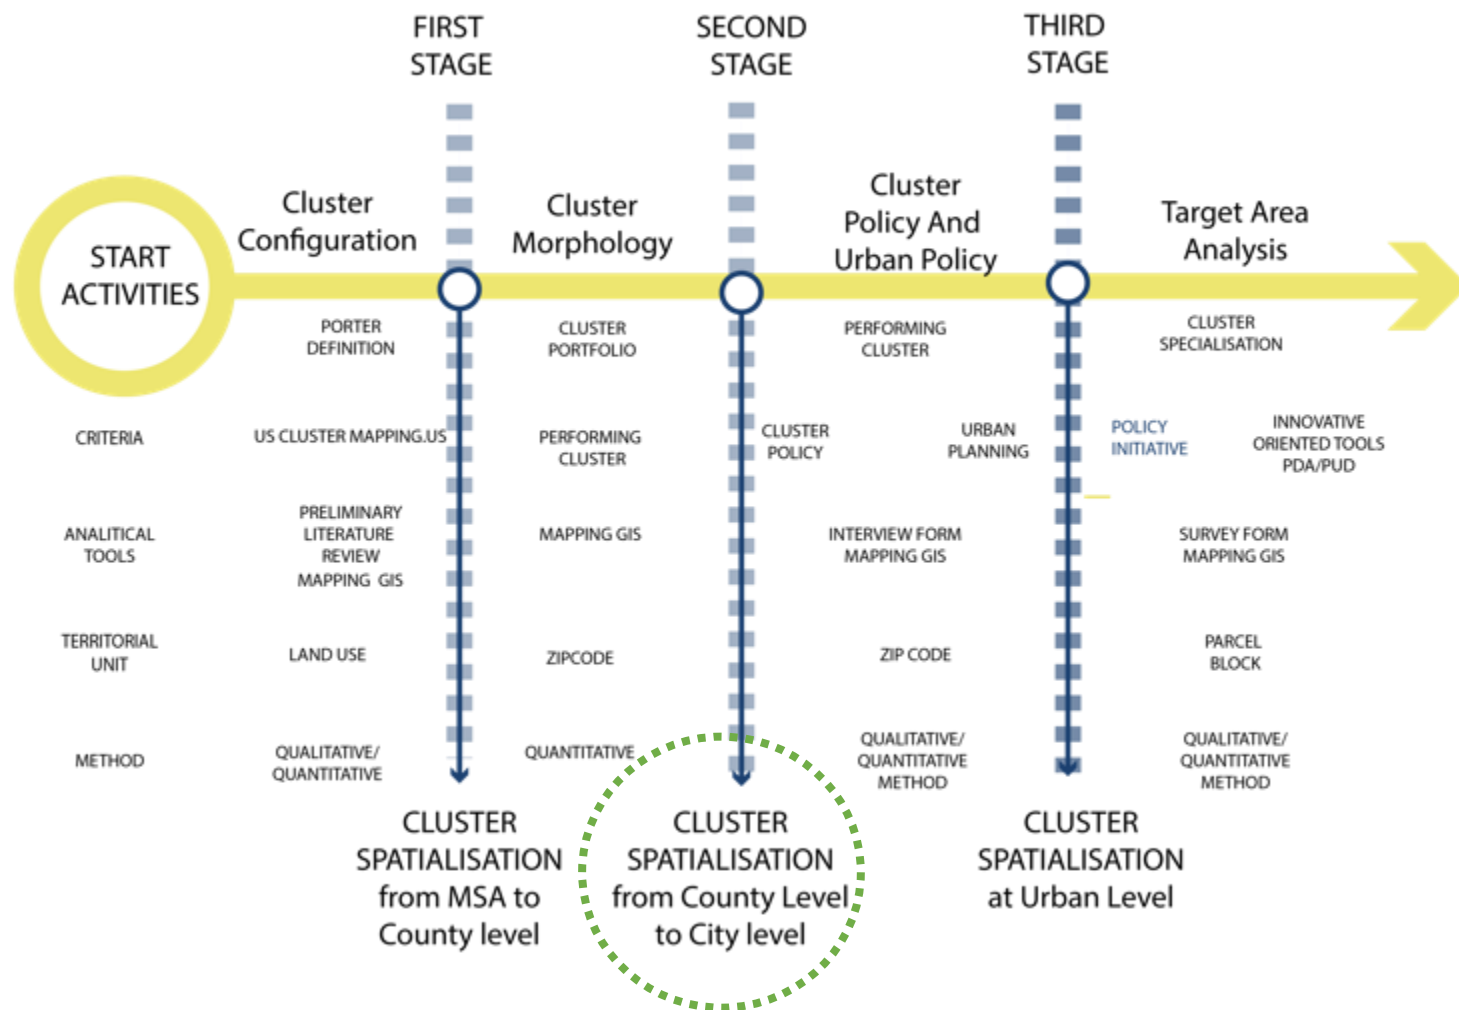 FIRST
STAGE
SECOND
STAGE
THIRD
STAGE
START
ACTIVITIES
Cluster
Configuration
Cluster
Morphology
Cluster
Policy And
Urban Policy
Target Area
Analysis
PORTER
DEFINITION
CLUSTER
PORTFOLIO
PERFORMING
CLUSTER
CLUSTER
SPECIALISATION
CRITERIA
US CLUSTER MAPPING.US
PERFORMING
CLUSTER
CLUSTER
POLICY
URBAN
PLANNING
POLICY
INITIATIVE
INNOVATIVE
ORIENTED TOOLS
PDA/PUD
ANALITICAL
TOOLS
PRELIMINARY
LITERATURE
REVIEW
MAPPING GIS
MAPPING GIS
INTERVIEW FORM
MAPPING GIS
SURVEY FORM
MAPPING GIS
TERRITORIAL
UNIT
LAND USE
ZIPCODE
ZIP CODE
PARCEL
BLOCK
METHOD
QUALITATIVE/
QUANTITATIVE
QUANTITATIVE
QUALITATIVE/
QUANTITATIVE
METHOD
QUALITATIVE/
QUANTITATIVE
METHOD
CLUSTER
SPATIALISATION
from MSA to
County level
CLUSTER
SPATIALISATION
from County Level
to City level
CLUSTER
SPATIALISATION
at Urban Level